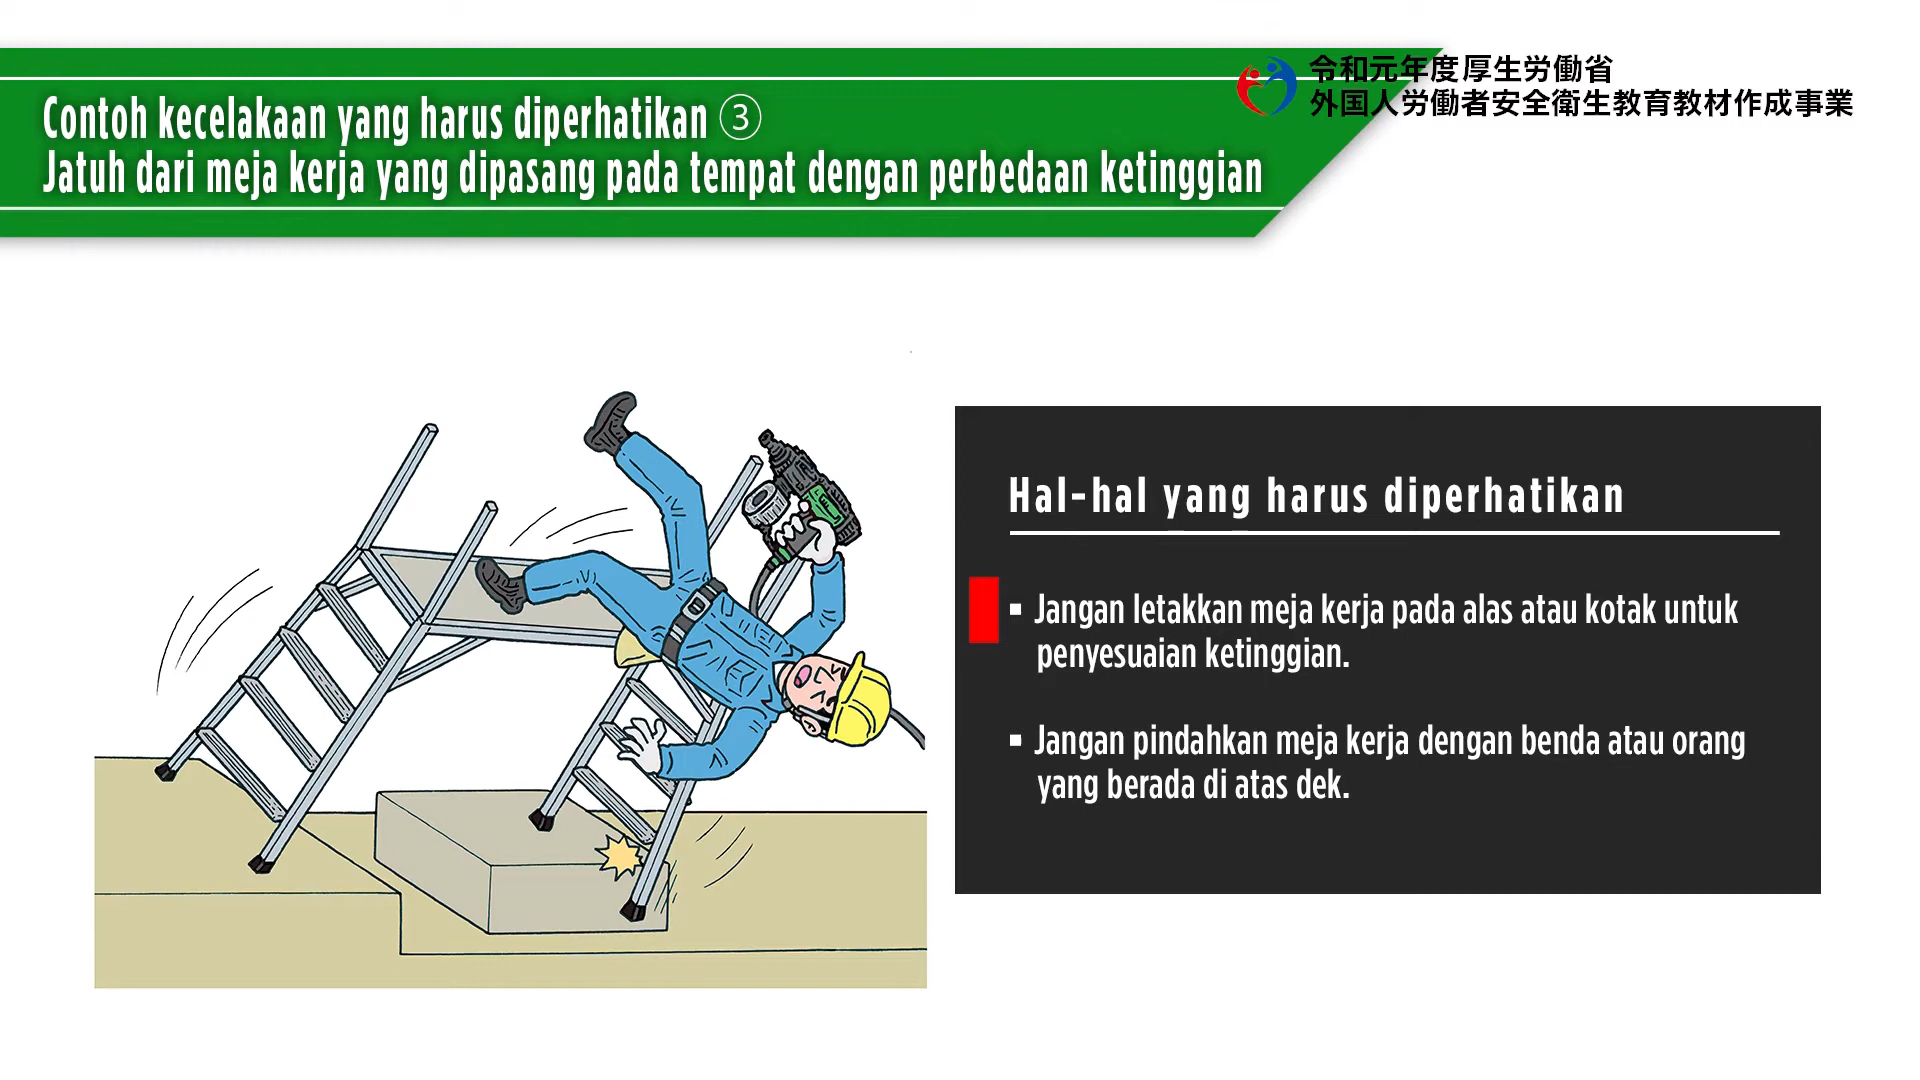 Contoh kecelakaan yang harus diperhatikan ③
Jatuh dari meja kerja yang dipasang pada tempat dengan perbedaan ketinggian
令和元年度厚生労働省
外国人労働者安全衛生教育教材作成事業
Hal-hal yang harus diperhatikan
▪ Jangan letakkan meja kerja pada alas atau kotak untuk
penyesuaian ketinggian.
▪ Jangan pindahkan meja kerja dengan benda atau orang
yang berada di atas dek.